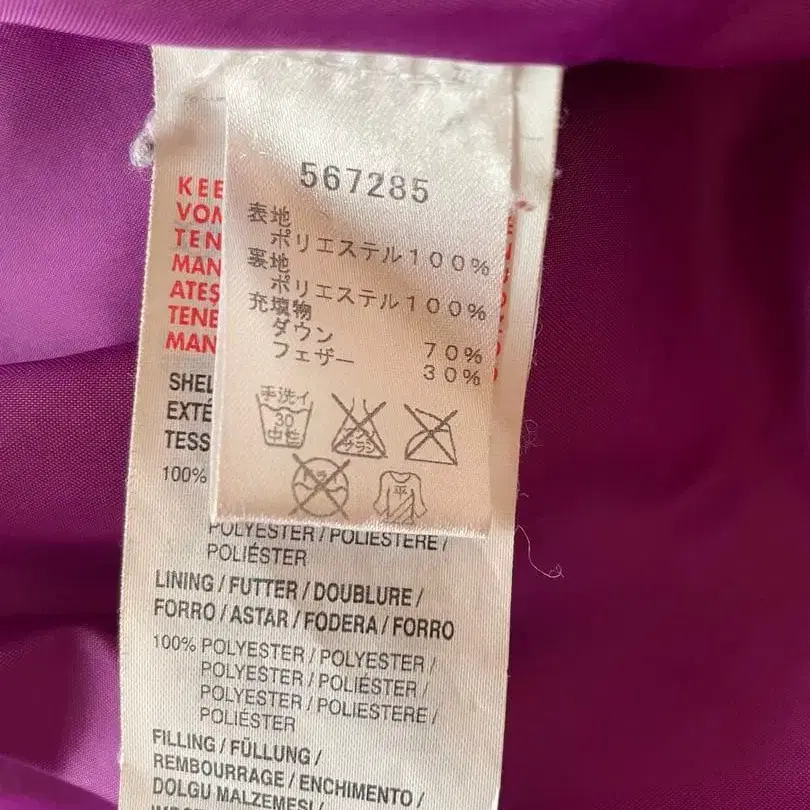 567285
表地
ポリエステル100%
裏地
ポリエステル100%
充填物
ダウン 70%
フェザー 30%
手洗イ
30
中性
平
KEE
VOM
TEN
MAN
ATEŞ
TENE
MAN
SHEL
EXTÉ
TESS
100%
POLYESTER / POLIESTERE /
POLIÉSTER
LINING / FUTTER / DOUBLURE /
FORRO / ASTAR / FODERA / FORRO
100% POLYESTER / POLYESTER /
POLYESTER / POLIÉSTER /
POLYESTER / POLIESTERE /
POLIÉSTER
FILLING / FÜLLUNG /
REMBOURRAGE / ENCHIMENTO /
DOLGU MALZEMESI /